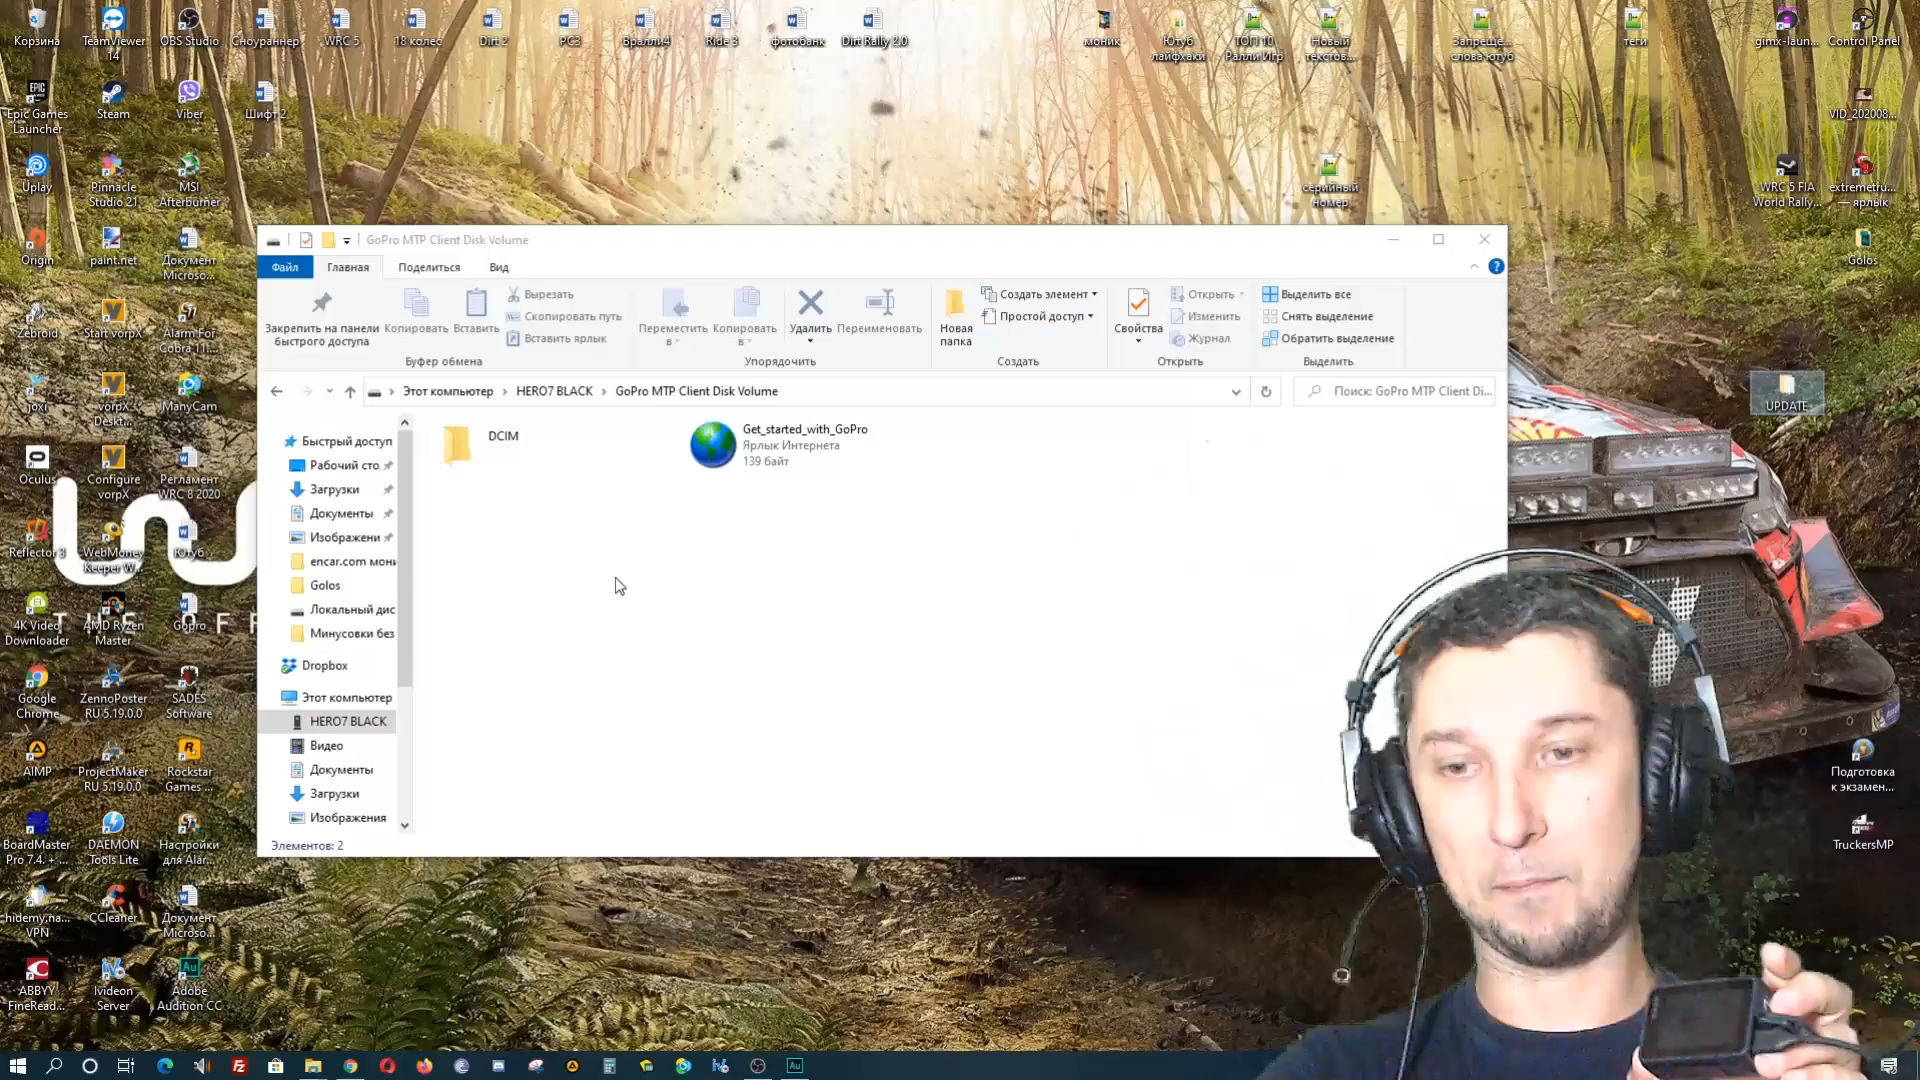 Корзина
TeamViewer
14
OBS Studio
Сноураннер
WRC 5
18 колес
Dirt 2
РС3
Вралли4
Ride 3
фотобанк
Dirt Rally 2.0
моник
Ютуб
лайфхаки
ТОП 10
Ралли Игр
Новый
текстов...
Запреще...
слова ютуб
теги
gimx-laun...
Control Panel
Epic Games
Launcher
Steam
Viber
Шифт 2
VID_202008...
Uplay
Pinnacle
Studio 21
MSI
Afterburner
серийный
номер
WRC 5 FIA
World Rally...
extremetru...
— ярлык
Origin
paint.net
Документ
Microso...
Golos
Zebroid
Start vorpX
Alarm For
Cobra 11...
joxi
vorpX
Deskt...
ManyCam
UPDATE
Oculus
Configure
vorpX
Регламент
WRC 8 2020
Reflector 3
WebMoney
Keeper W...
Ютуб
4K Video
Downloader
AMD Ryzen
Master
Gopro
THE OFF
Google
Chrome
ZennoPoster
RU 5.19.0.0
SADES
Software
AIMP
ProjectMaker
RU 5.19.0.0
Rockstar
Games ...
Подготовка
к экзамен...
BoardMaster
Pro 7.4. + ...
DAEMON
Tools Lite
Настройки
для Alar...
TruckersMP
hidemy.na...
VPN
CCleaner
Документ
Microso...
ABBYY
FineRead...
Ivideon
Server
Adobe
Audition CC
GoPro MTP Client Disk Volume
Файл
Главная
Поделиться
Вид
Закрепить на панели
быстрого доступа
Копировать
Вставить
Вырезать
Скопировать путь
Вставить ярлык
Буфер обмена
Переместить
в
Копировать
в
Удалить
Переименовать
Упорядочить
Новая
папка
Создать элемент
Простой доступ
Создать
Свойства
Открыть
Изменить
Журнал
Открыть
Выделить все
Снять выделение
Обратить выделение
Выделить
Этот компьютер
HERO7 BLACK
GoPro MTP Client Disk Volume
Поиск: GoPro MTP Client Di...
Быстрый доступ
Рабочий сто
Загрузки
Документы
Изображени
encar.com мони
Golos
Локальный дис
Минусовки без
Dropbox
Этот компьютер
HERO7 BLACK
Видео
Документы
Загрузки
Изображения
DCIM
Get_started_with_GoPro
Ярлык Интернета
139 байт
Элементов: 2